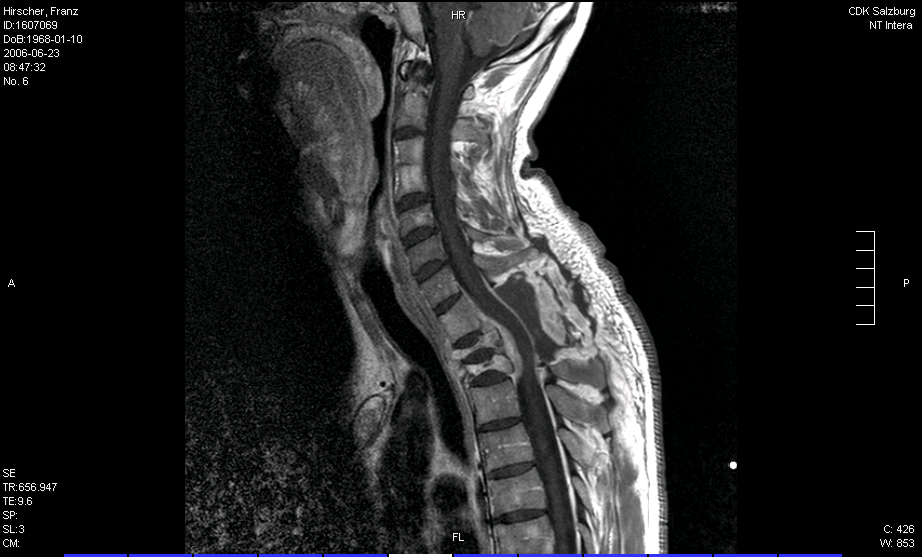 Hirscher, Franz
ID:1607069
DoB:1968-01-10
2006-06-23
08:47:32
No. 6
HR
CDK Salzburg
NT Intera
A
P
SE
TR:656.947
TE:9.6
SP:
SL:3
CM:
FL
C: 426
W: 853